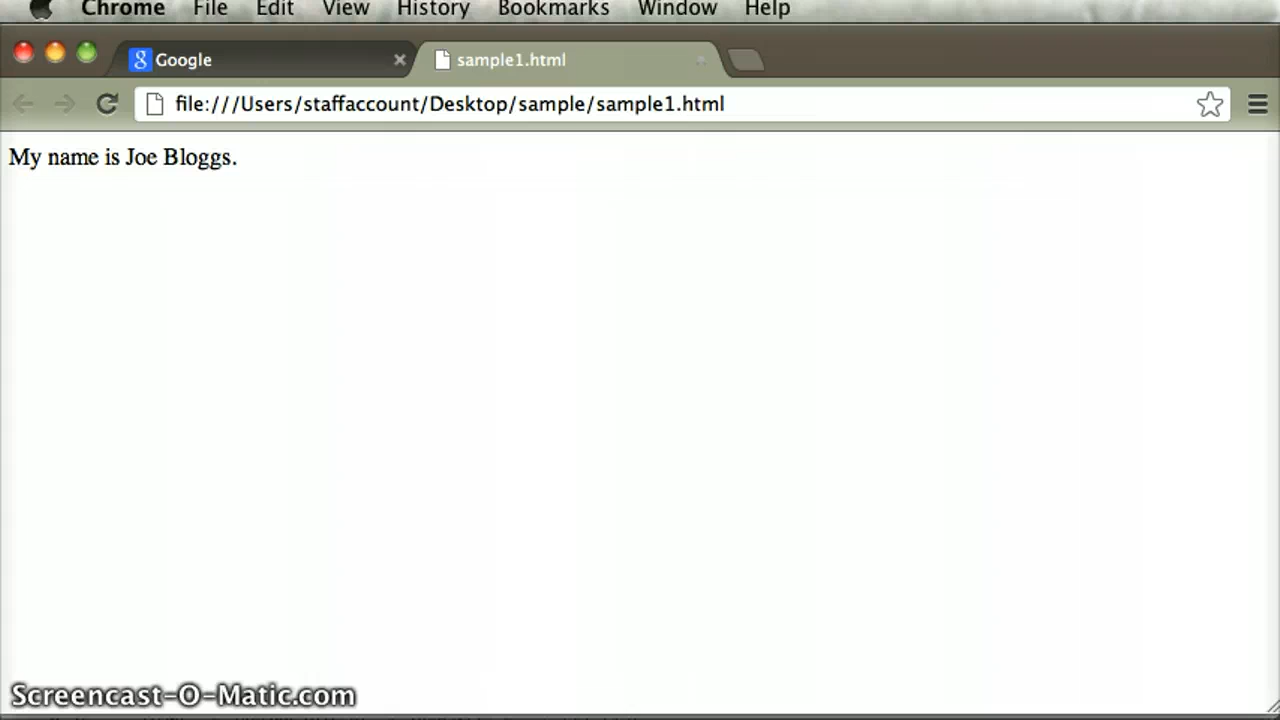 Chrome File Edit View History Bookmarks Window Help
Google sample1.html
file:///Users/staffaccount/Desktop/sample/sample1.html
My name is Joe Bloggs.
Screencast-O-Matic.com